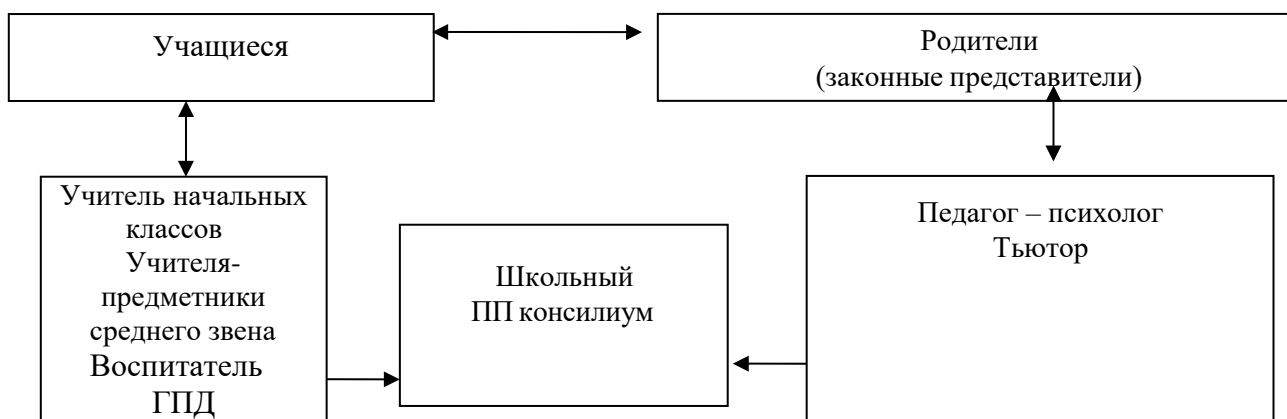 Учащиеся
Родители
(законные представители)
Учитель начальных
классов
Учителя-
предметники
среднего звена
Воспитатель
ГПД
Школьный
ПП консилиум
Педагог – психолог
Тьютор